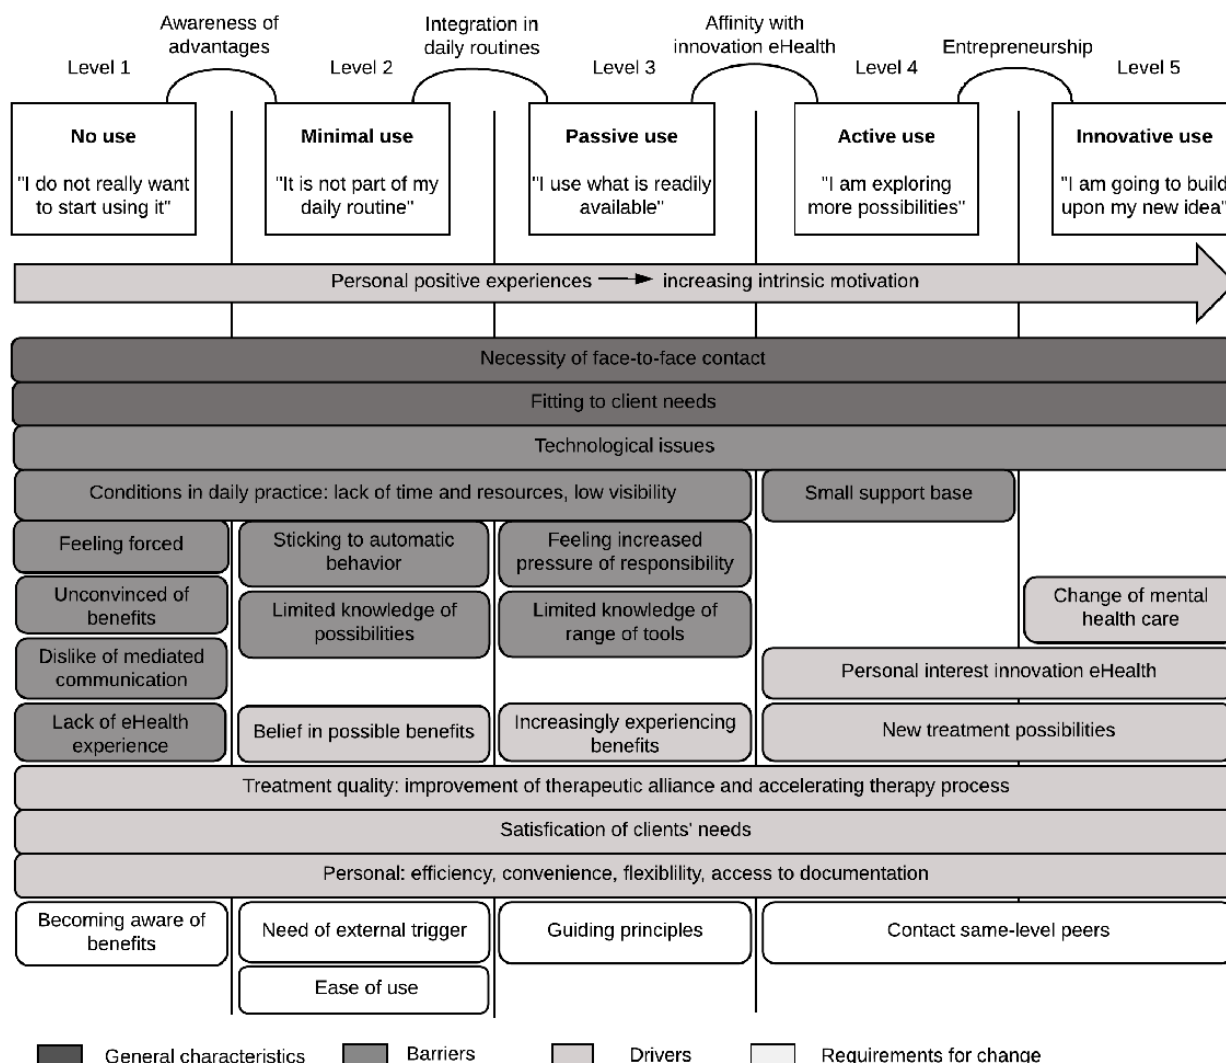 Awareness of
advantages
Integration in
daily routines
Affinity with
innovation eHealth
Entrepreneurship
Level 1
Level 2
Level 3
Level 4
Level 5
No use
"I do not really want
to start using it"
Minimal use
"It is not part of my
daily routine"
Passive use
"I use what is readily
available"
Active use
"I am exploring
more possibilities"
Innovative use
"I am going to build
upon my new idea"
Personal positive experiences → increasing intrinsic motivation
Necessity of face-to-face contact
Fitting to client needs
Technological issues
Conditions in daily practice: lack of time and resources, low visibility
Small support base
Feeling forced
Sticking to automatic
behavior
Feeling increased
pressure of responsibility
Unconvinced of
benefits
Limited knowledge of
possibilities
Limited knowledge of
range of tools
Change of mental
health care
Dislike of mediated
communication
Personal interest innovation eHealth
Lack of eHealth
experience
Belief in possible benefits
Increasingly experiencing
benefits
New treatment possibilities
Treatment quality: improvement of therapeutic alliance and accelerating therapy process
Satisfication of clients' needs
Personal: efficiency, convenience, flexiblility, access to documentation
Becoming aware of
benefits
Need of external trigger
Guiding principles
Contact same-level peers
Ease of use
General characteristics
Barriers
Drivers
Requirements for change